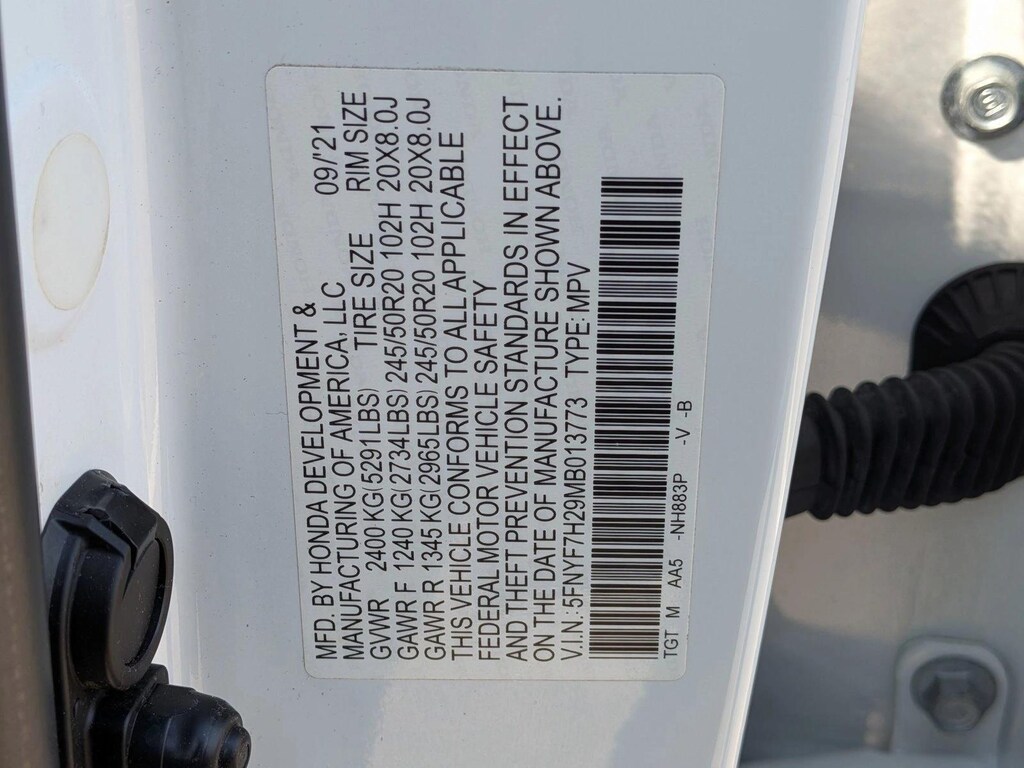 MFD. BY HONDA DEVELOPMENT &
MANUFACTURING OF AMERICA, LLC 09/'21
GVWR 2400 KG(5291LBS) TIRE SIZE RIM SIZE
GAWR F 1240 KG(2734LBS) 245/50R20 102H 20X8.0J
GAWR R 1345 KG(2965LBS) 245/50R20 102H 20X8.0J
THIS VEHICLE CONFORMS TO ALL APPLICABLE
FEDERAL MOTOR VEHICLE SAFETY
AND THEFT PREVENTION STANDARDS IN EFFECT
ON THE DATE OF MANUFACTURE SHOWN ABOVE.
V.I.N.: 5FNYF7H29MB013773 TYPE: MPV
TGT M AA5 -NH883P -V -B